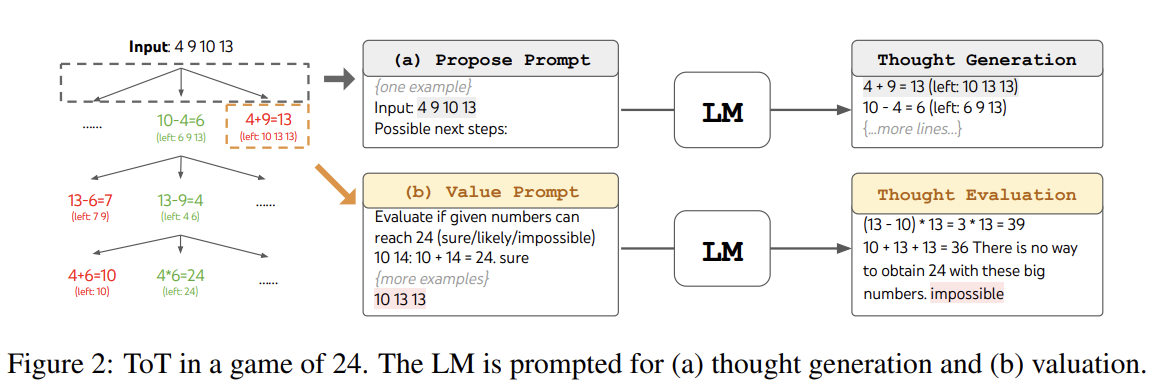 Input: 4 9 10 13
......
10-4=6
(left: 6 9 13)
4+9=13
(left: 10 13 13)
13-6=7
(left: 7 9)
13-9=4
(left: 4 6)
......
4+6=10
(left: 10)
4*6=24
(left: 24)
......
(a) Propose Prompt
{one example}
Input: 4 9 10 13
Possible next steps:
LM
Thought Generation
4 + 9 = 13 (left: 10 13 13)
10 - 4 = 6 (left: 6 9 13)
{...more lines...}
(b) Value Prompt
Evaluate if given numbers can
reach 24 (sure/likely/impossible)
10 14: 10 + 14 = 24. sure
{more examples}
10 13 13
LM
Thought Evaluation
(13 - 10) * 13 = 3 * 13 = 39
10 + 13 + 13 = 36 There is no way
to obtain 24 with these big
numbers. impossible
Figure 2: ToT in a game of 24. The LM is prompted for (a) thought generation and (b) valuation.